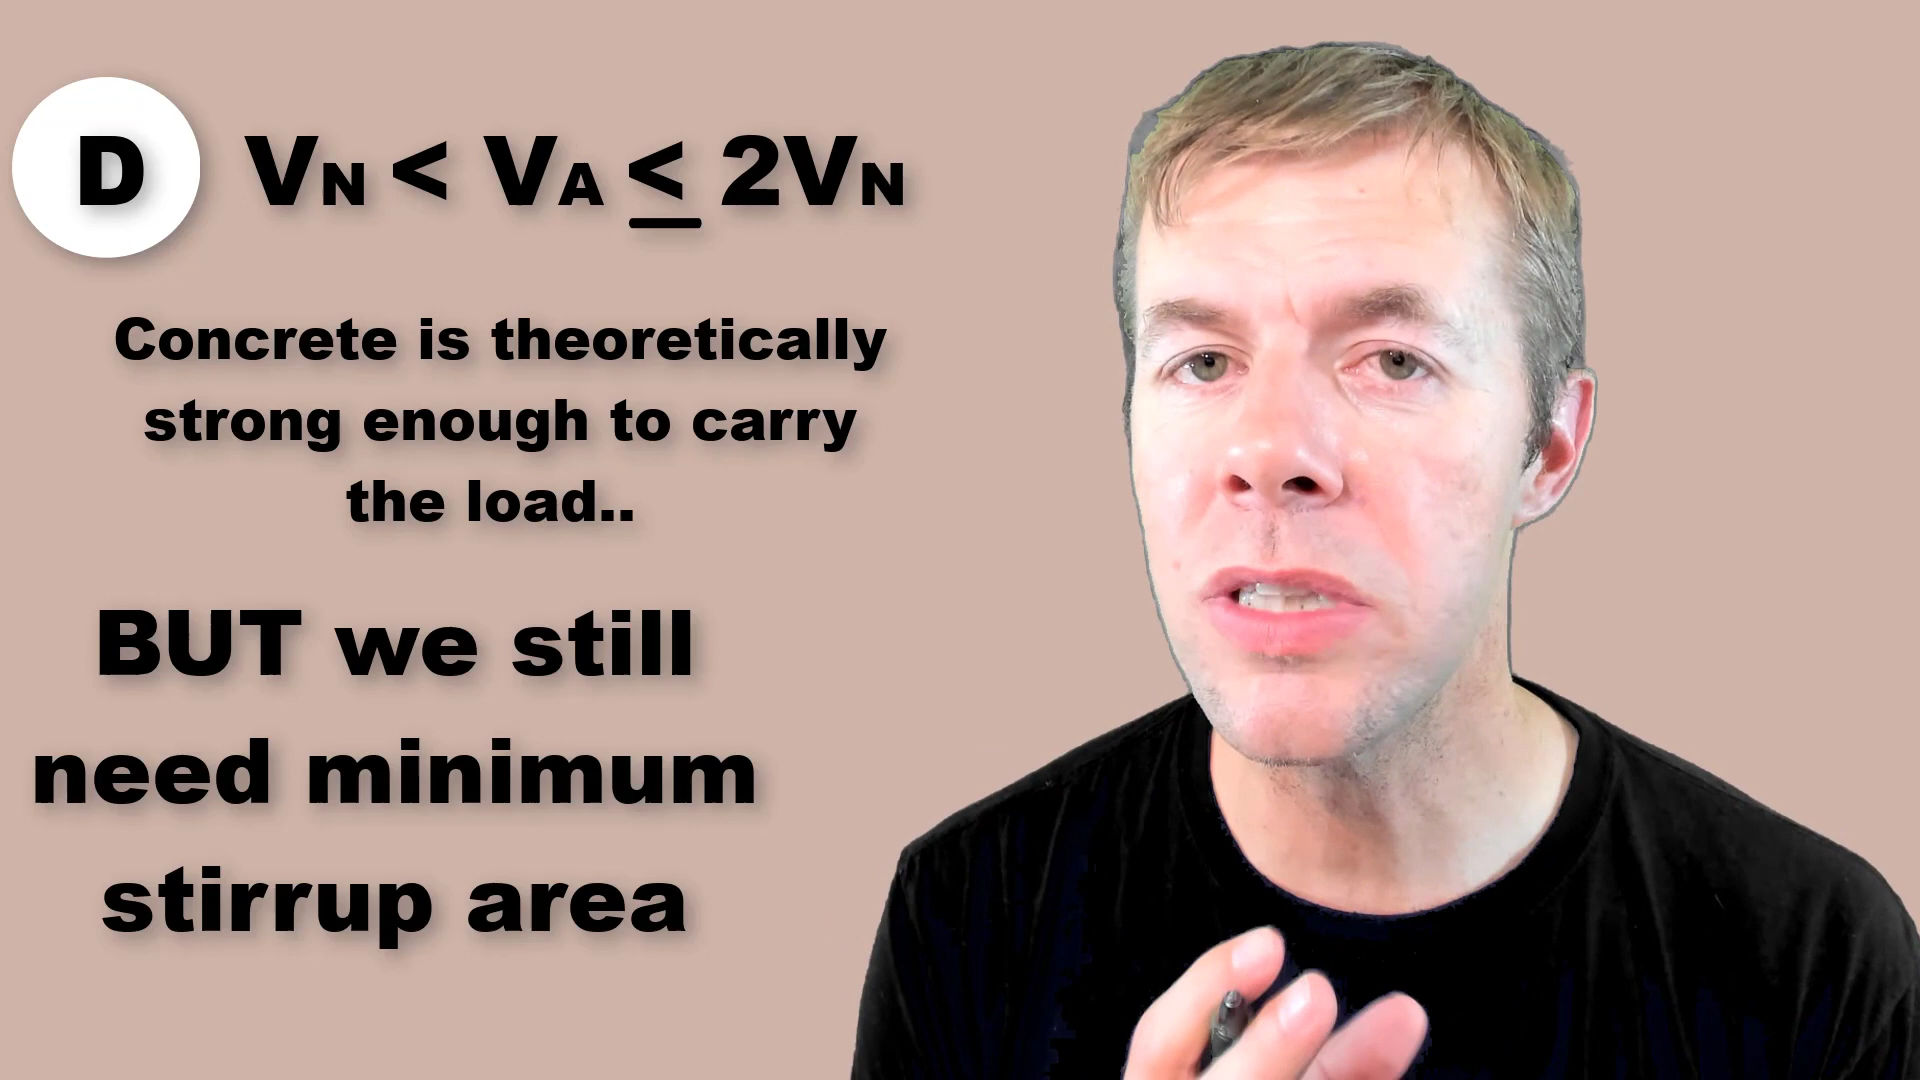 D VN < VA ≤ 2VN
Concrete is theoretically
strong enough to carry
the load..
BUT we still
need minimum
stirrup area